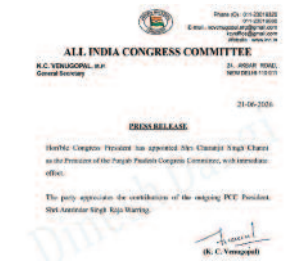 ALL INDIA CONGRESS COMMITTEE
K.C. VENUGOPAL, M.P.
General Secretary
24, AKBAR ROAD,
NEW DELHI 110 011
21-06-2026
PRESS RELEASE
Hon'ble Congress President has appointed Shri Charanjit Singh Channi
as the President of the Punjab Pradesh Congress Committee, with immediate
effect.
The party appreciates the contributions of the outgoing PCC President,
Shri Amrinder Singh Raja Warring.
(K. C. Venugopal)